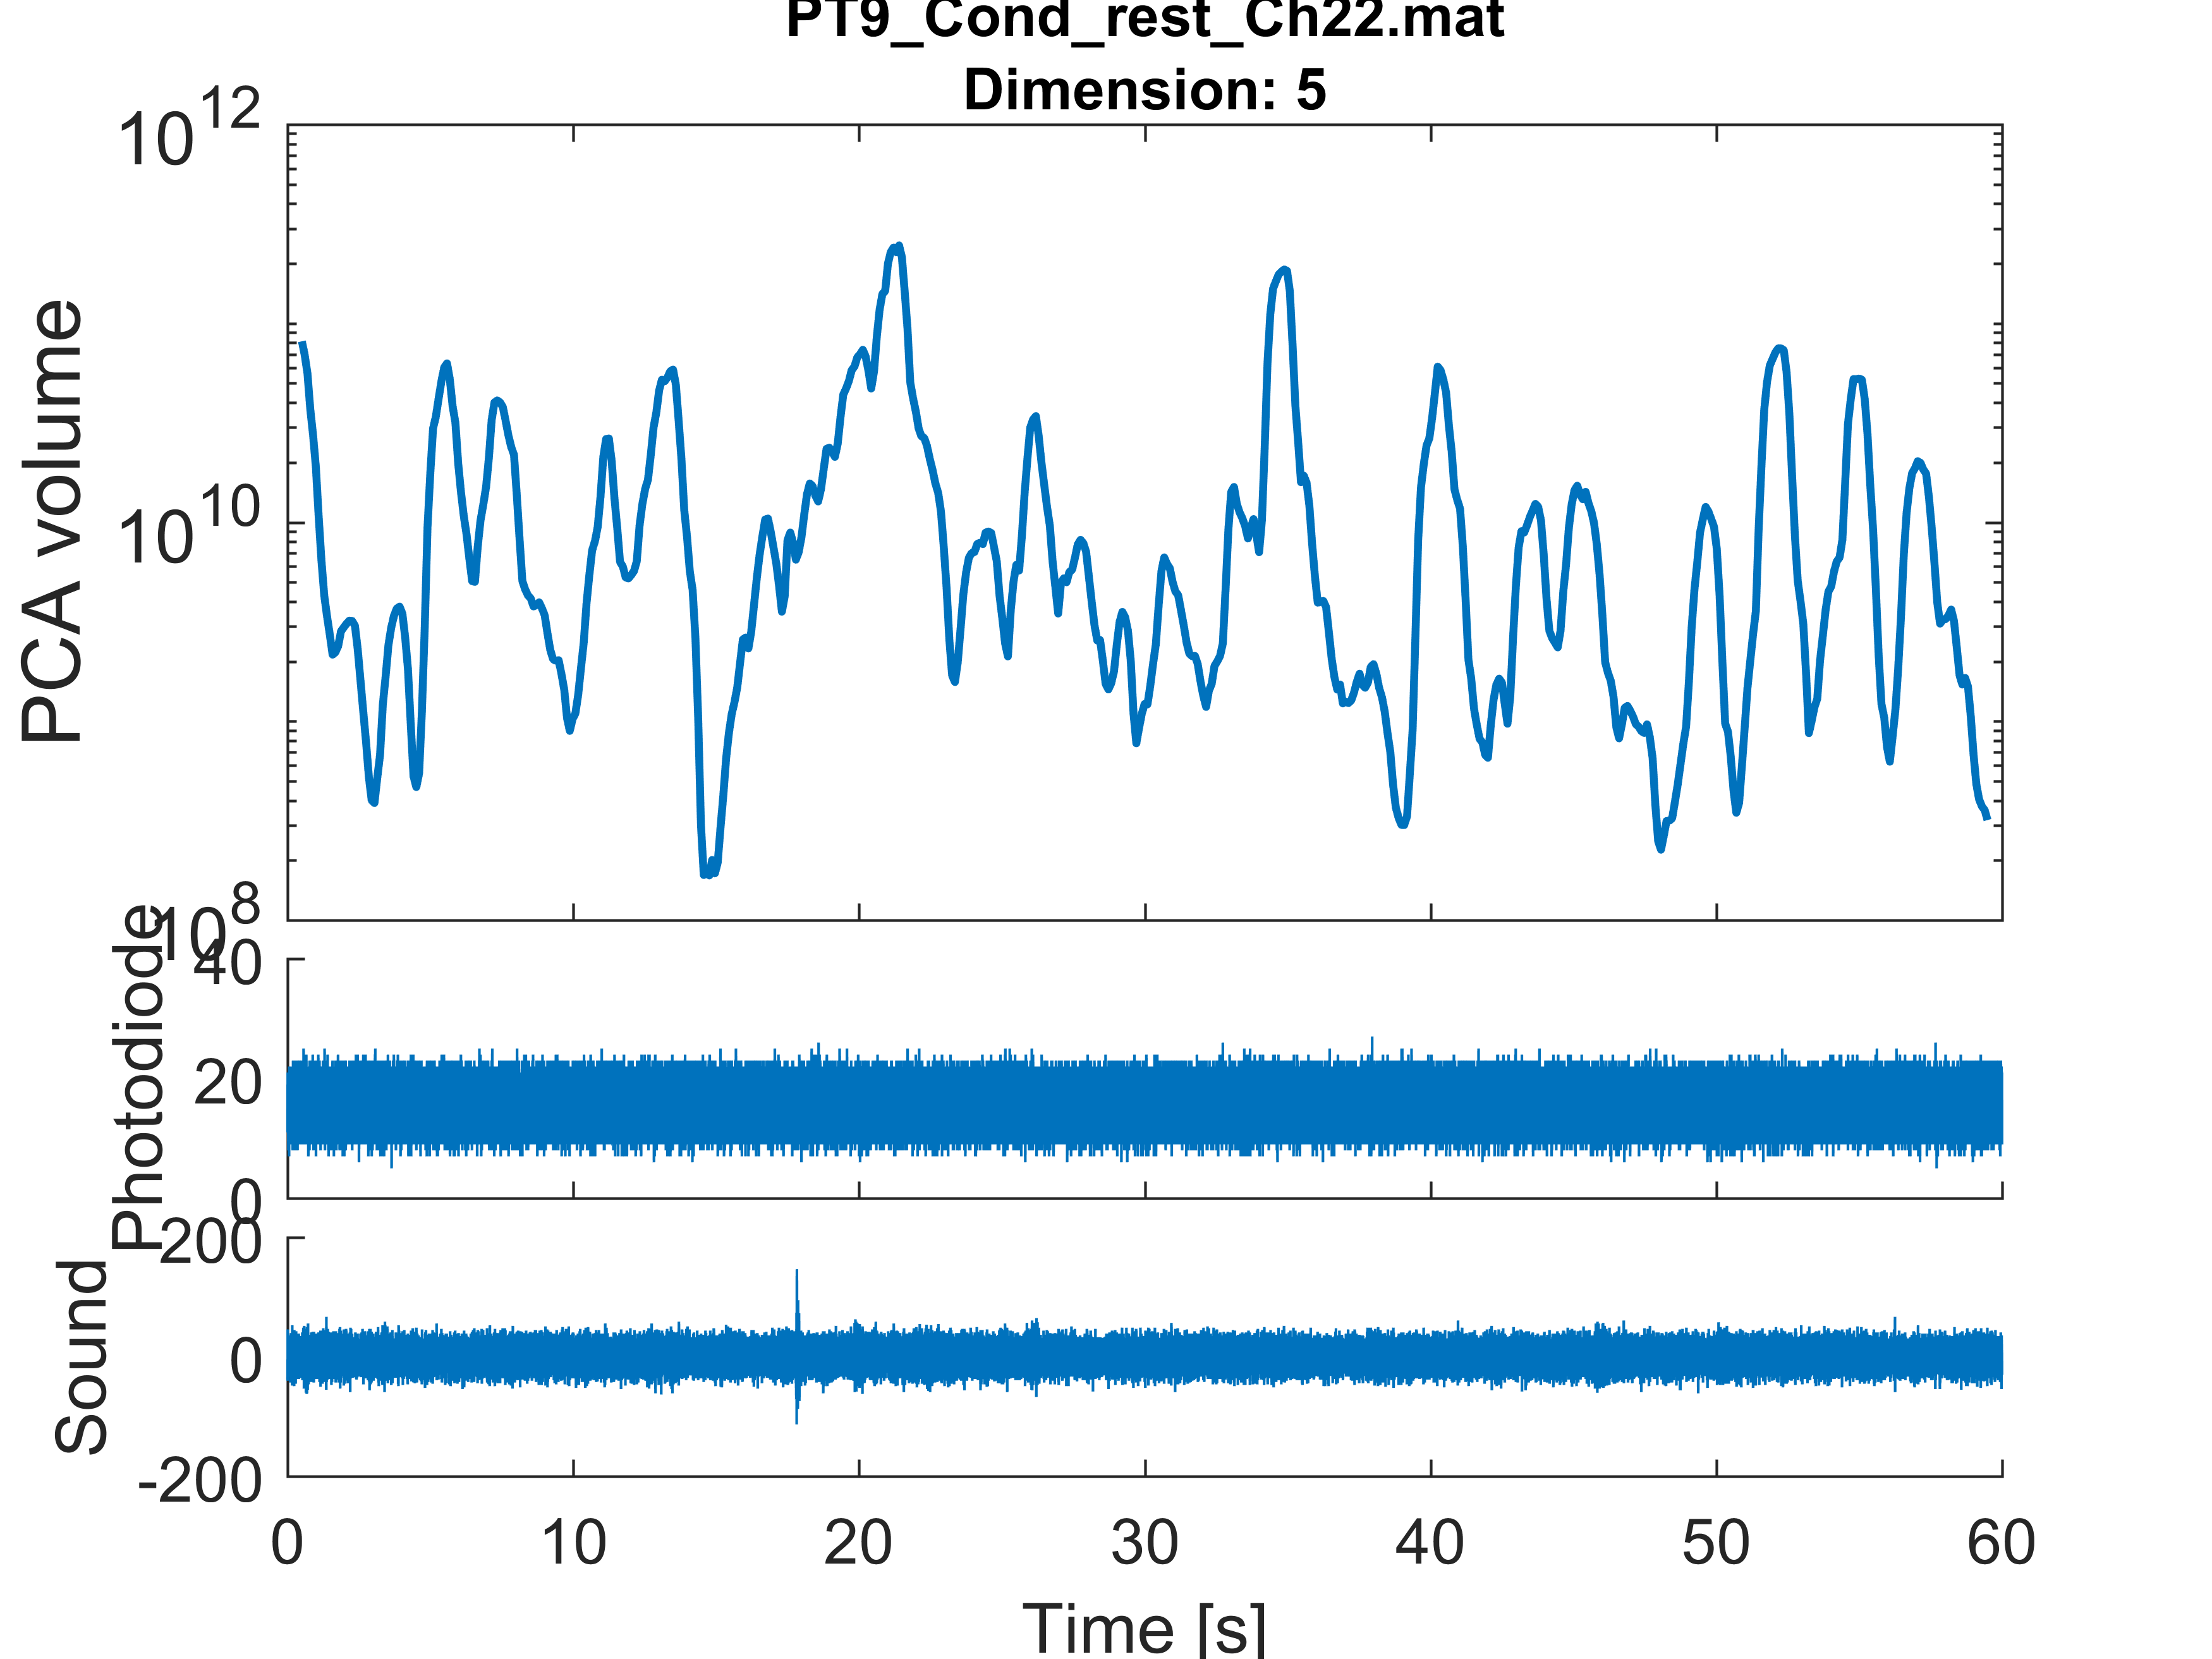 PT9_Cond_rest_Ch22.mat
Dimension: 5
PCA volume
10^12
10^10
10^8
Photodiode
40
20
0
Sound
200
0
-200
0 10 20 30 40 50 60
Time [s]